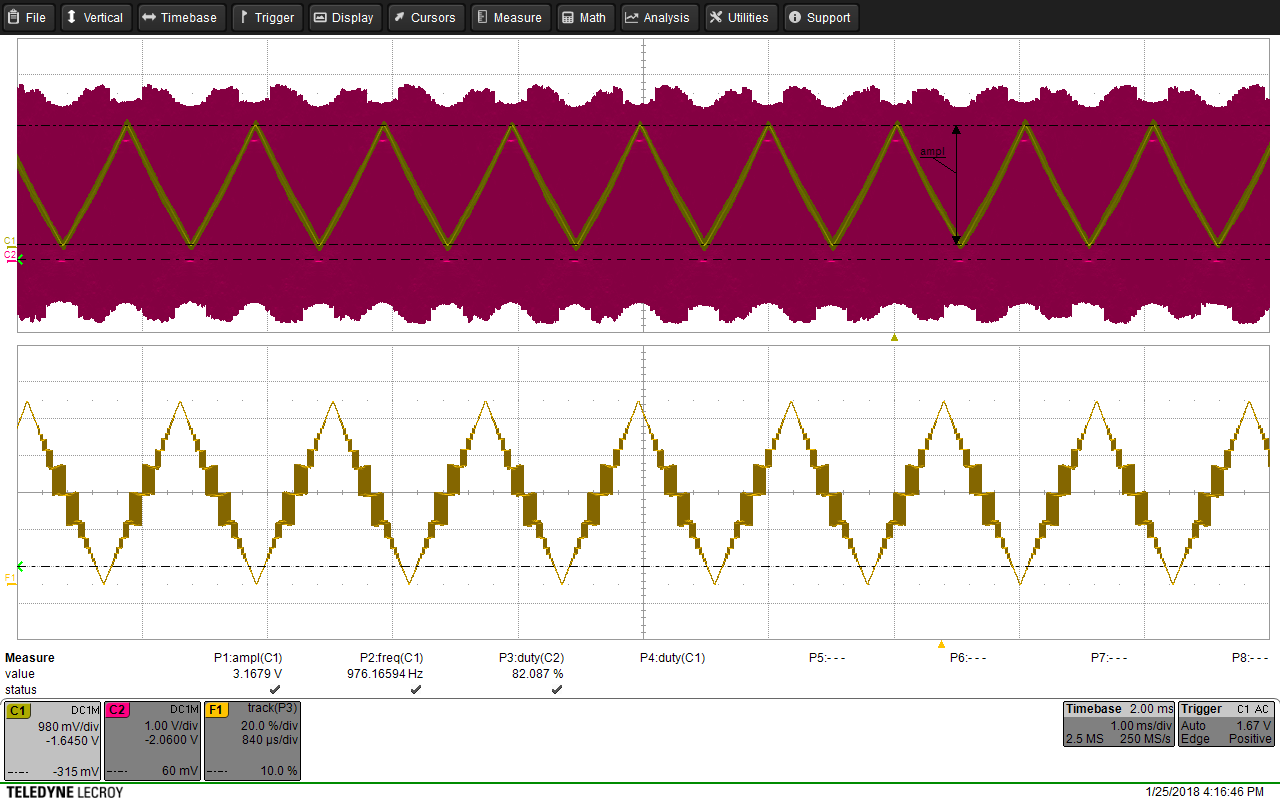 File Vertical Timebase Trigger Display Cursors Measure Math Analysis Utilities Support
ampl
C1
C2
F1
Measure P1:ampl(C1) P2:freq(C1) P3:duty(C2) P4:duty(C1) P5:- - - P6:- - - P7:- - - P8:- - -
value 3.1679 V 976.16594 Hz 82.087 %
status
C1 DC1M
980 mV/div
-1.6450 V
-315 mV
C2 DC1M
1.00 V/div
-2.0600 V
60 mV
F1 track(P3)
20.0 %/div
840 µs/div
10.0 %
Timebase 2.00 ms
1.00 ms/div
2.5 MS 250 MS/s
Trigger C1 AC
Auto 1.67 V
Edge Positive
TELEDYNE LECROY
1/25/2018 4:16:46 PM